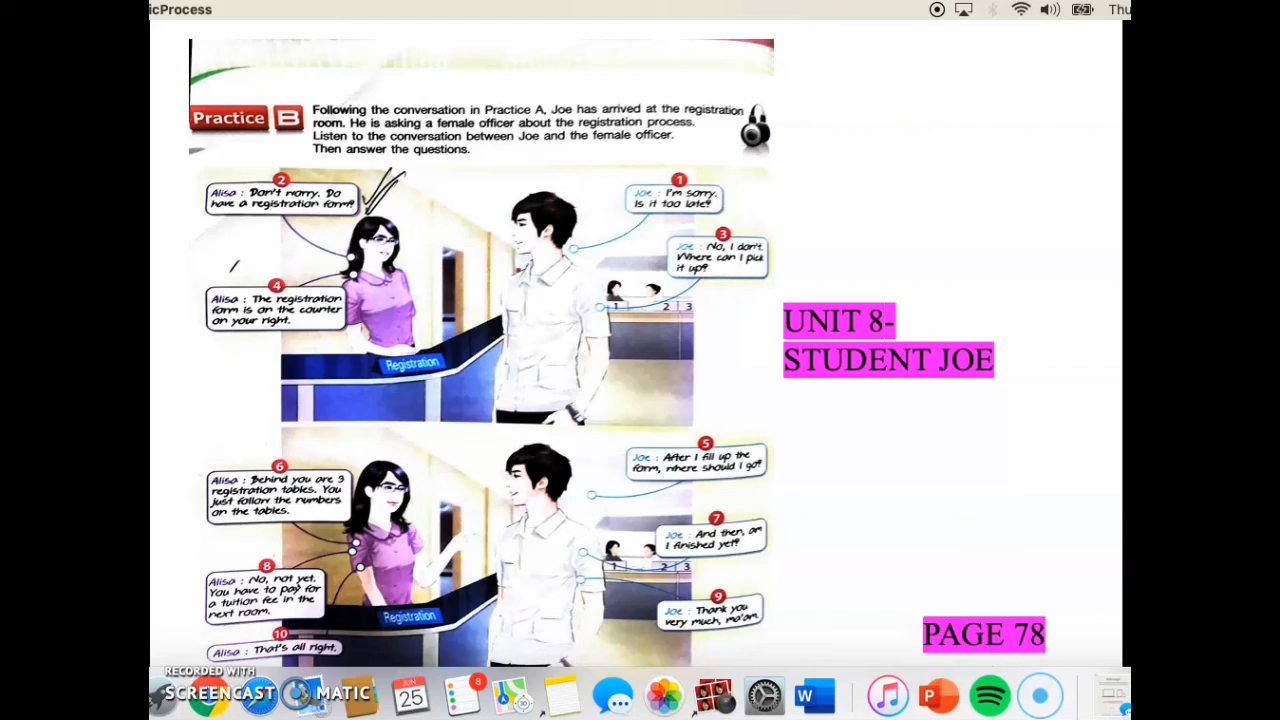 icProcess
Thu
Practice B
Following the conversation in Practice A, Joe has arrived at the registration
room. He is asking a female officer about the registration process.
Listen to the conversation between Joe and the female officer.
Then answer the questions.
2
Alisa : Don't worry. Do
have a registration form?
1
Joe : I'm sorry.
Is it too late?
3
Joe : No, I don't.
Where can I pick
it up?
4
Alisa : The registration
form is on the counter
on your right.
1 2 3
Registration
UNIT 8-
STUDENT JOE
5
Joe : After I fill up the
form, where should I go?
6
Alisa : Behind you are 3
registration tables. You
just follow the numbers
on the tables.
7
Joe : And then, am
I finished yet?
1 2 3
8
Alisa : No, not yet.
You have to pay for
a tuition fee in the
next room.
9
Joe : Thank you
very much, ma'am.
Registration
10
Alisa : That's all right.
PAGE 78
RECORDED WITH
SCREENCAST MATIC
JUN
25
8
3D
W
P